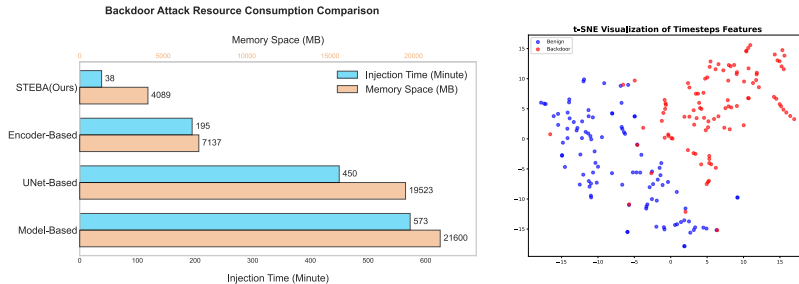 Backdoor Attack Resource Consumption Comparison
Memory Space (MB)
0 5000 10000 15000 20000
STEBA(Ours)
38
4089
Encoder-Based
195
7137
UNet-Based
450
19523
Model-Based
573
21600
Injection Time (Minute)
Memory Space (MB)
0 100 200 300 400 500 600
Injection Time (Minute)
t-SNE Visualization of Timesteps Features
Benign
Backdoor
15
10
5
0
−5
−10
−15
−15 −10 −5 0 5 10 15